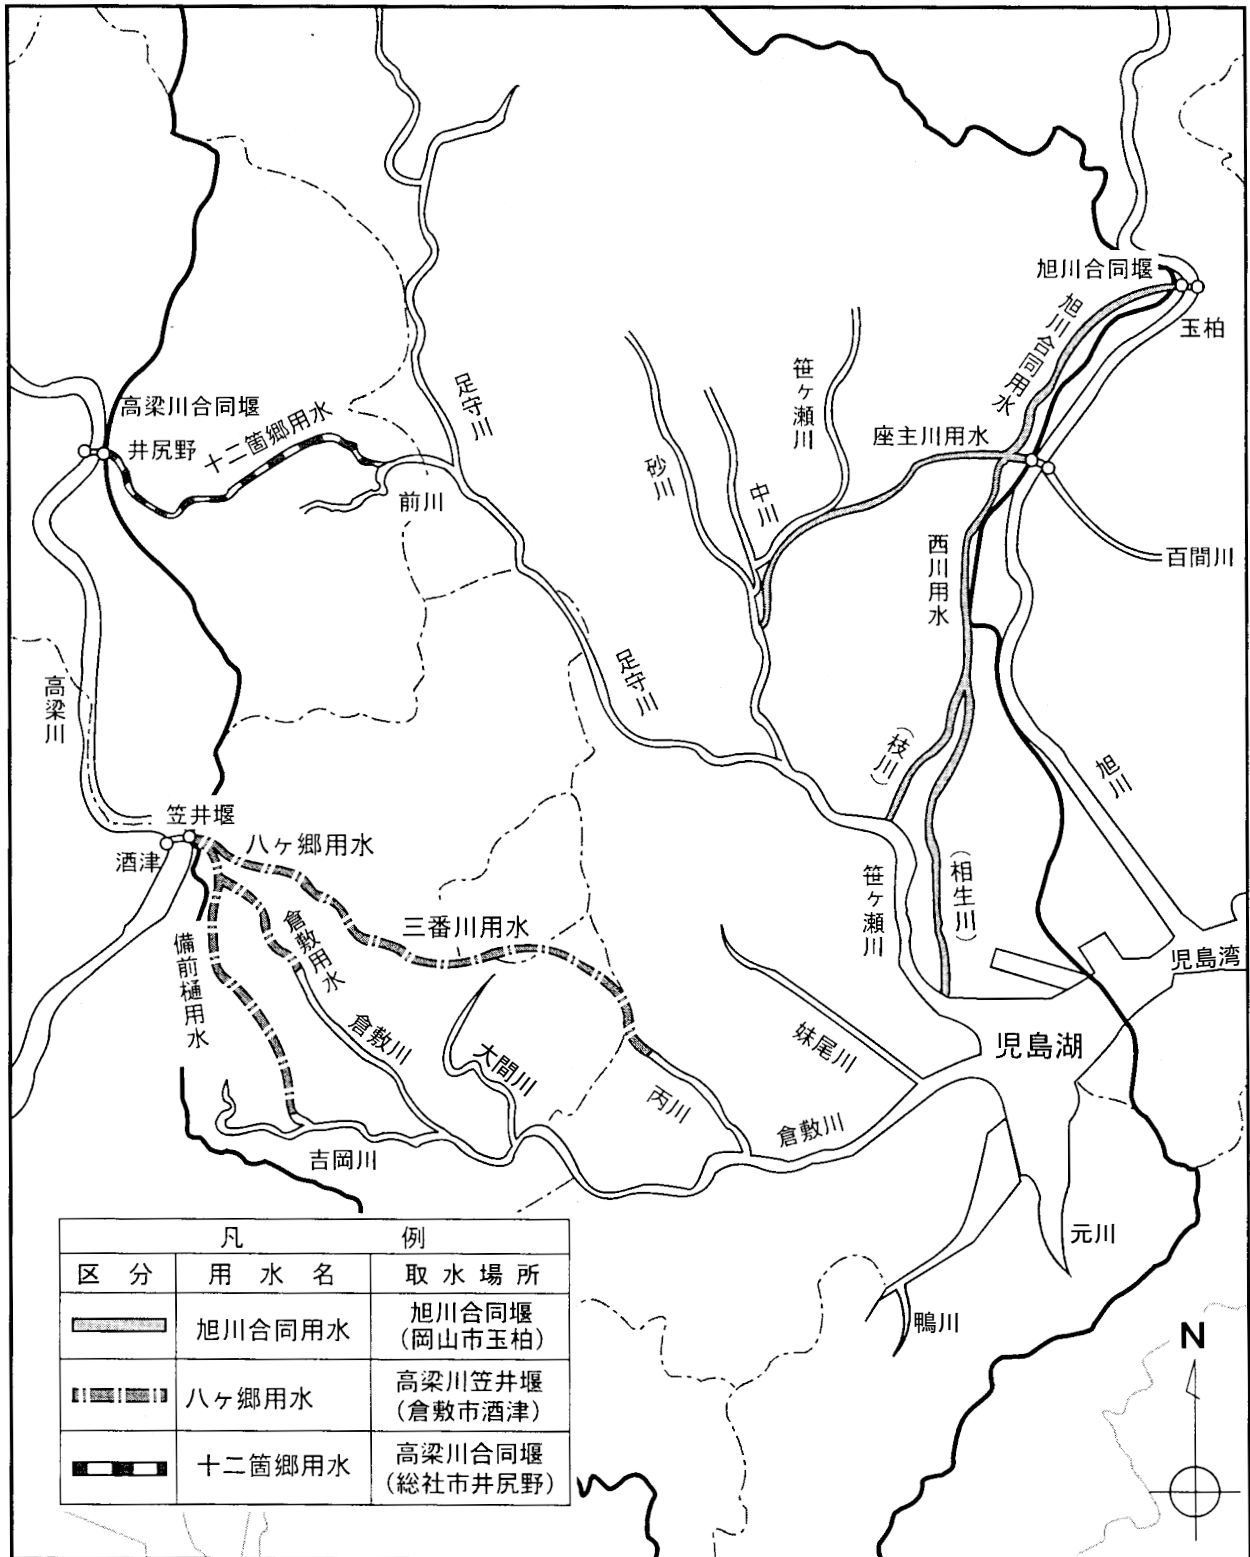 旭川合同堰
旭川合同用水
玉柏
笹ヶ瀬川
足守川
高梁川合同堰
井尻野
十二箇郷用水
前川
砂川
中川
座主川用水
百間川
西川用水
足守川
高梁川
(枝川)
旭川
笠井堰
酒津
八ヶ郷用水
三番川用水
倉敷用水
備前樋用水
笹ヶ瀬川
(相生川)
児島湾
倉敷川
大間川
妹尾川
児島湖
丙川
倉敷川
吉岡川
元川
鴨川
N
凡 例
区 分 用 水 名 取 水 場 所
旭川合同用水 旭川合同堰
(岡山市玉柏)
八ヶ郷用水 高梁川笠井堰
(倉敷市酒津)
十二箇郷用水 高梁川合同堰
(総社市井尻野)